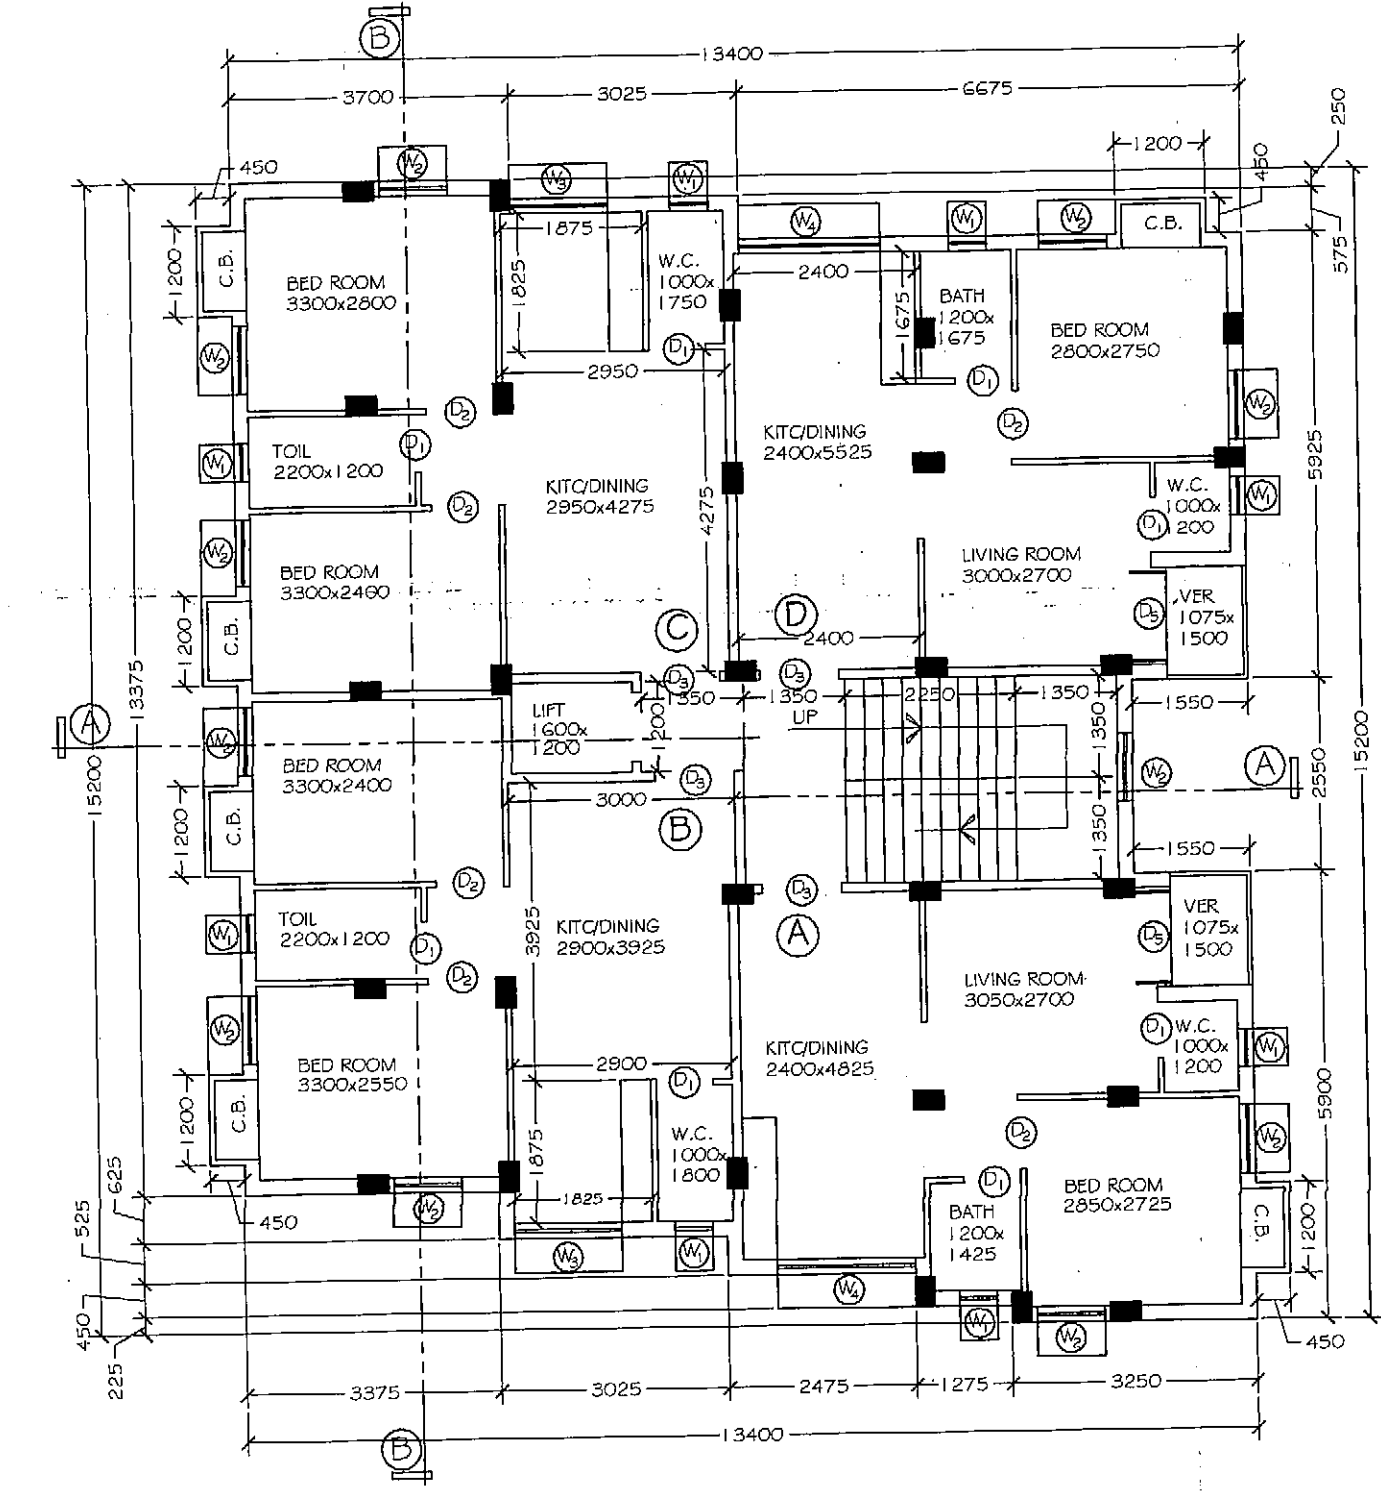 B
13400
3700
3025
6675
250
1200
450
450
575
W2
W3
W1
W4
W1
W2
C.B.
1875
1825
W.C.
1000x
1750
2400
1675
BATH
1200x
1675
BED ROOM
2800x2750
1200
C.B.
BED ROOM
3300x2800
W2
D1
2950
D2
D1
D1
D2
W2
TOIL
2200x1200
W1
KITC/DINING
2400x5525
5925
KITC/DINING
2950x4275
4275
D2
W.C.
1000x
1200
D1
W1
W2
BED ROOM
3300x2460
LIVING ROOM
3000x2700
VER
1075x
1500
D5
C.B.
1200
C
D
2400
13375
D3
D3
1350
1350
2250
1350
1550
LIFT
1600x
1200
1200
UP
1350
A
W2
BED ROOM
3300x2400
15200
15200
W2
A
2550
D3
3000
B
1350
1550
1200
C.B.
D2
D3
A
TOIL
2200x1200
W1
D1
D2
3925
KITC/DINING
2900x3925
VER
1075x
1500
D5
LIVING ROOM
3050x2700
W2
D1
W.C.
1000x
1200
W1
KITC/DINING
2400x4825
BED ROOM
3300x2550
2900
D1
5900
1200
C.B.
1875
W.C.
1000x
1800
D2
W2
625
D1
BED ROOM
2850x2725
1825
BATH
1200x
1425
C.B.
1200
525
450
W2
W3
W1
W4
W1
W2
450
450
225
3375
3025
2475
1275
3250
13400
B